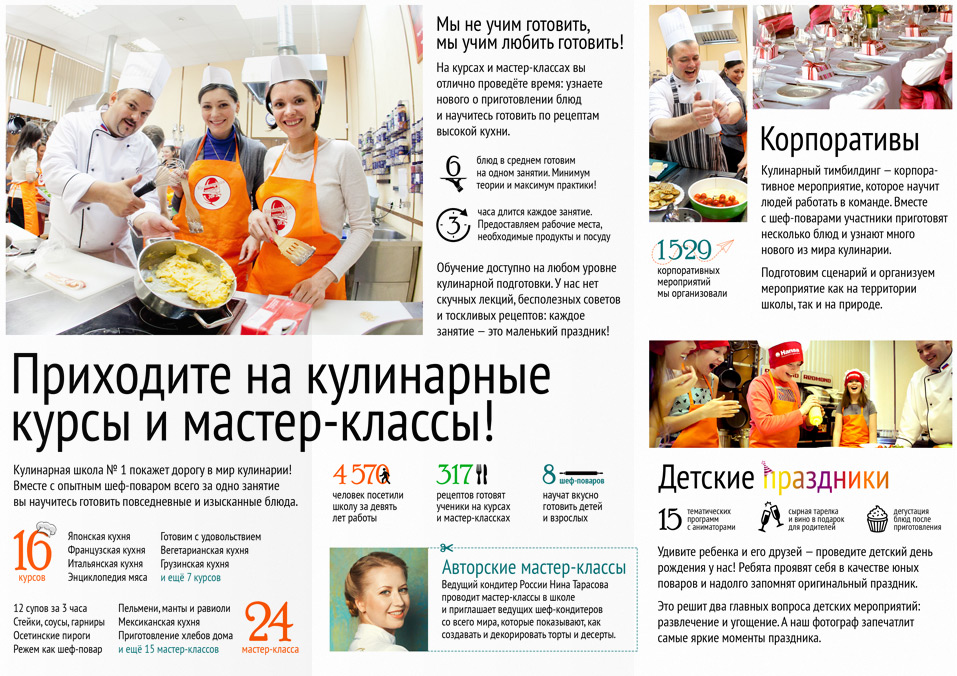 Мы не учим готовить,
мы учим любить готовить!
На курсах и мастер-классах вы
отлично проведёте время: узнаете
нового о приготовлении блюд
и научитесь готовить по рецептам
высокой кухни.
6
блюд в среднем готовим
на одном занятии. Минимум
теории и максимум практики!
3
часа длится каждое занятие.
Предоставляем рабочие места,
необходимые продукты и посуду
Обучение доступно на любом уровне
кулинарной подготовки. У нас нет
скучных лекций, бесполезных советов
и тоскливых рецептов: каждое
занятие — это маленький праздник!
Приходите на кулинарные
курсы и мастер-классы!
Кулинарная школа № 1 покажет дорогу в мир кулинарии!
Вместе с опытным шеф-поваром всего за одно занятие
вы научитесь готовить повседневные и изысканные блюда.
16
курсов
Японская кухня
Французская кухня
Итальянская кухня
Энциклопедия мяса
Готовим с удовольствием
Вегетарианская кухня
Грузинская кухня
и ещё 7 курсов
12 супов за 3 часа
Стейки, соусы, гарниры
Осетинские пироги
Режем как шеф-повар
Пельмени, манты и равиоли
Мексиканская кухня
Приготовление хлебов дома
и ещё 15 мастер-классов
24
мастер-класса
4 570
человек посетили
школу за девять
лет работы
317
рецептов готовят
ученики на курсах
и мастер-классах
8
шеф-поваров
научат вкусно
готовить детей
и взрослых
Авторские мастер-классы
Ведущий кондитер России Нина Тарасова
проводит мастер-классы в школе
и приглашает ведущих шеф-кондитеров
со всего мира, которые показывают, как
создавать и декорировать торты и десерты.
Корпоративы
Кулинарный тимбилдинг — корпора-
тивное мероприятие, которое научит
людей работать в команде. Вместе
с шеф-поварами участники приготовят
несколько блюд и узнают много
нового из мира кулинарии.
Подготовим сценарий и организуем
мероприятие как на территории
школы, так и на природе.
1529
корпоративных
мероприятий
мы организовали
Hansa
REDMOND
Детские праздники
15
тематических
программ
с аниматорами
сырная тарелка
и вино в подарок
для родителей
дегустация
блюд после
приготовления
Удивите ребенка и его друзей — проведите детский день
рождения у нас! Ребята проявят себя в качестве юных
поваров и надолго запомнят оригинальный праздник.
Это решит два главных вопроса детских мероприятий:
развлечение и угощение. А наш фотограф запечатлит
самые яркие моменты праздника.